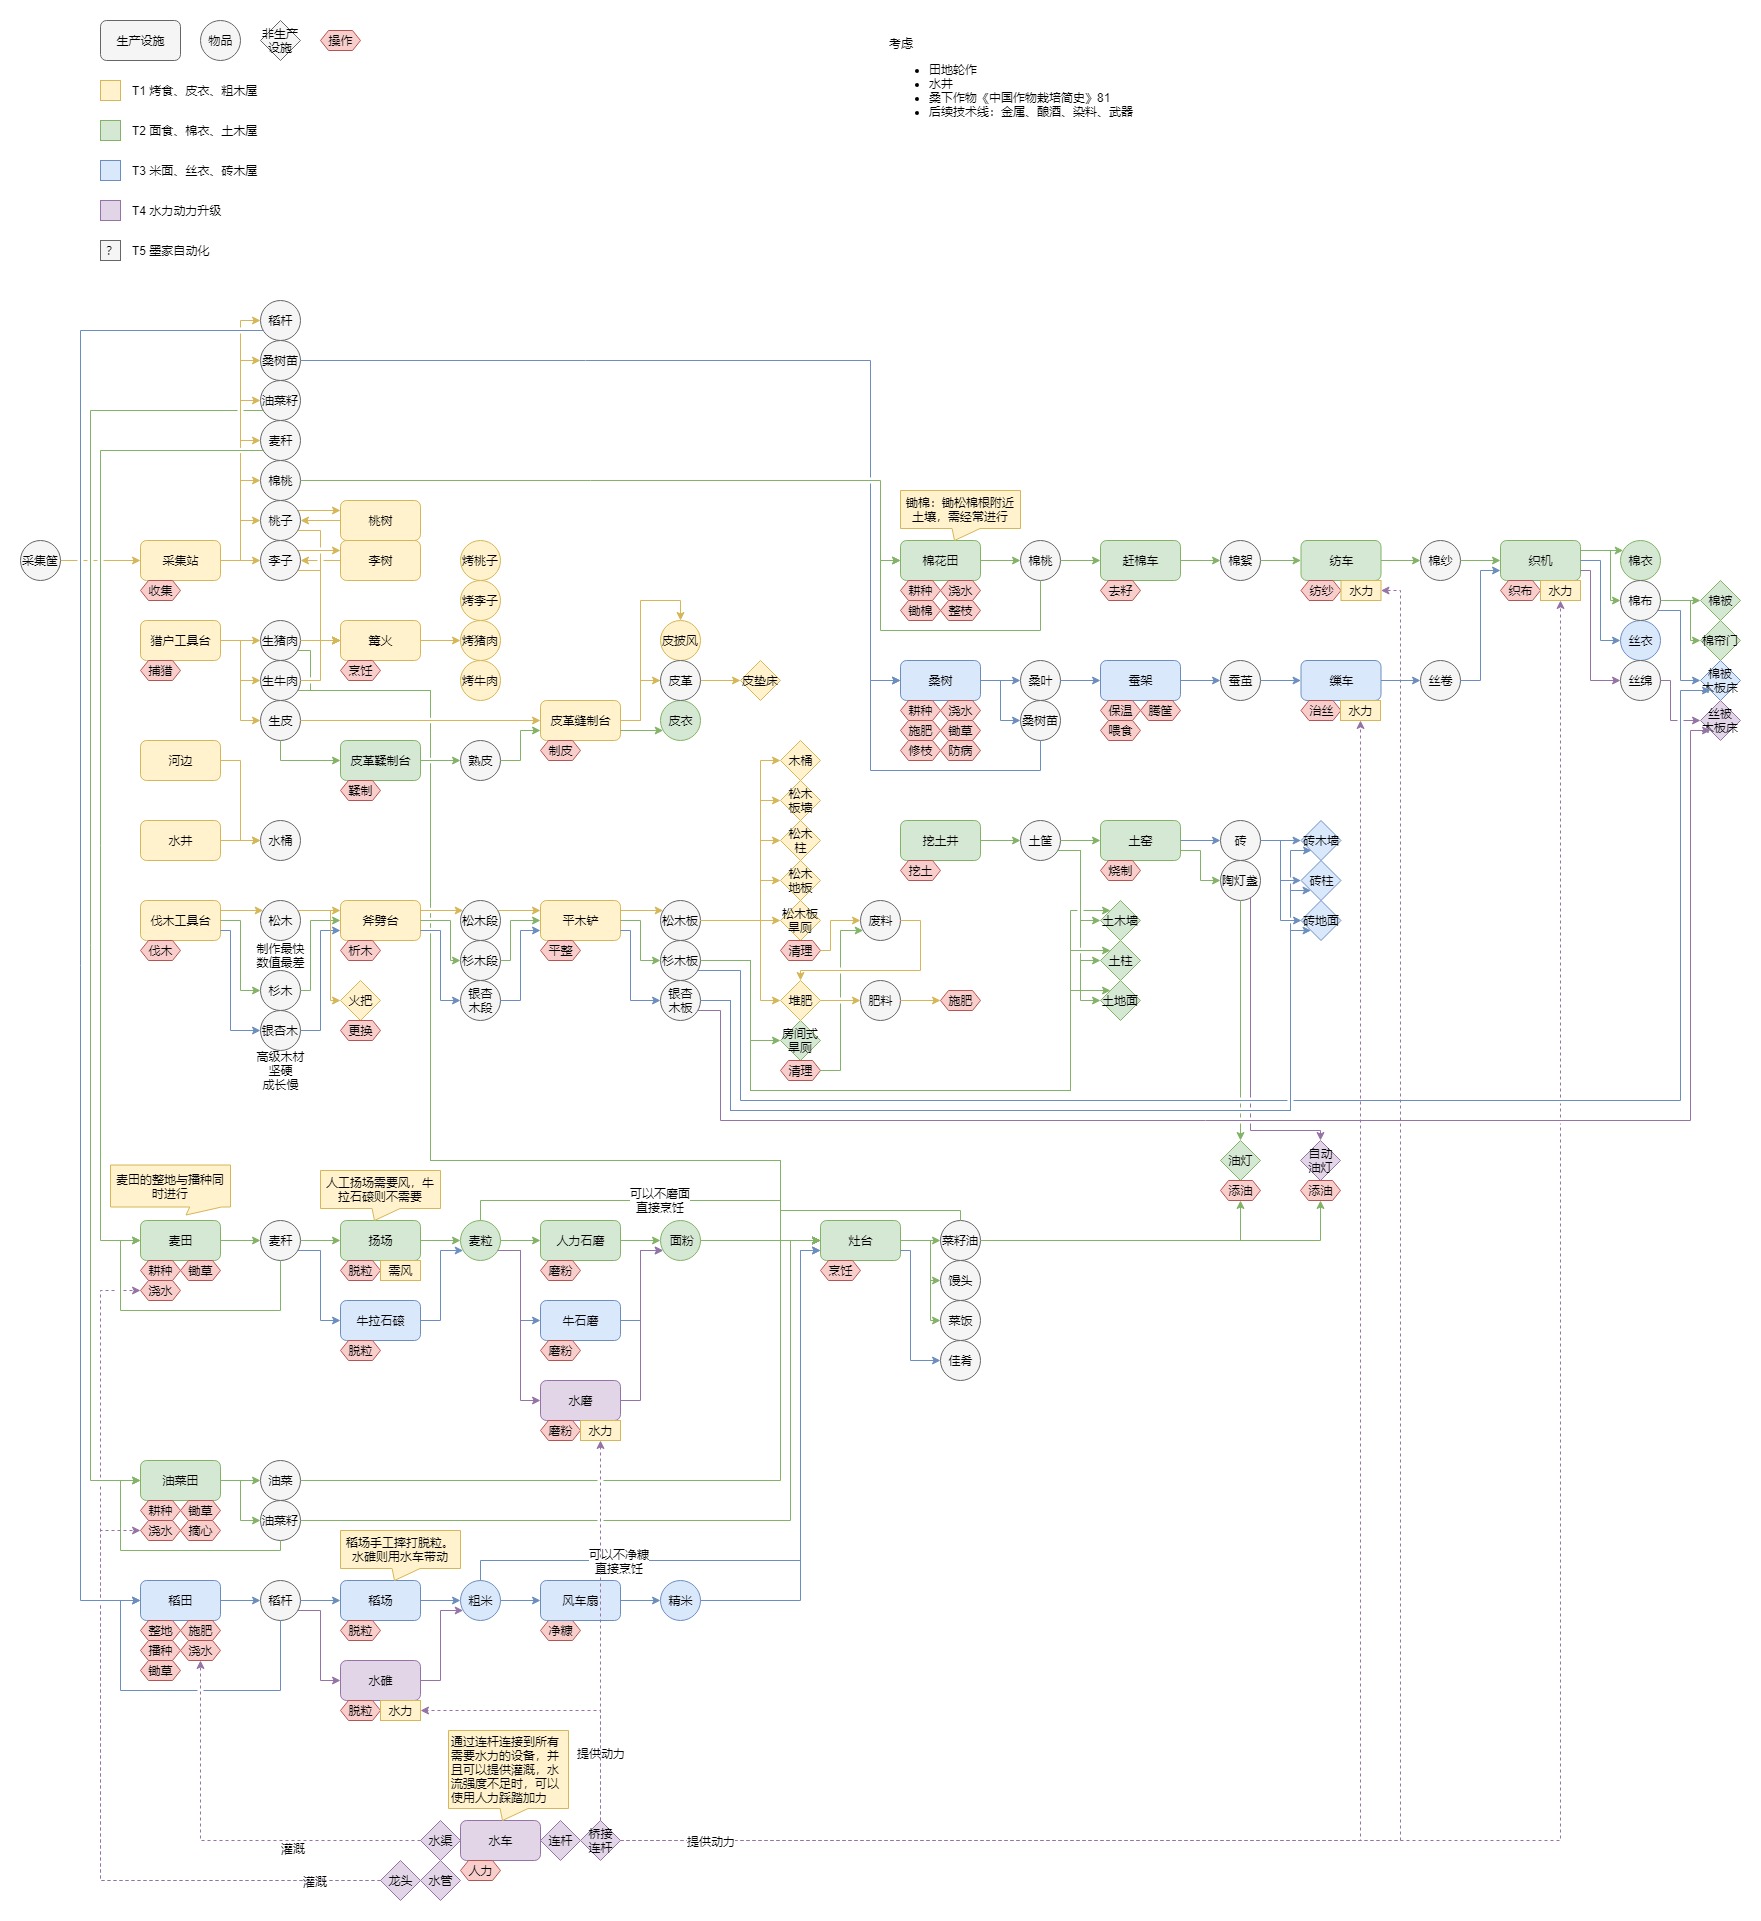 生产设施
物品
非生产
设施
操作
T1 烤食、皮衣、粗木屋
T2 面食、棉衣、土木屋
T3 米面、丝衣、砖木屋
T4 水力动力升级
?
T5 墨家自动化
考虑
田地轮作
水井
桑下作物《中国作物栽培简史》81
后续技术线：金属、酿酒、染料、武器
稻杆
桑树苗
油菜籽
麦秆
棉桃
桃子
桃树
采集筐
采集站
收集
李子
李树
烤桃子
烤李子
猎户工具台
捕猎
生猪肉
篝火
烹饪
烤猪肉
生牛肉
烤牛肉
生皮
皮披风
皮革
皮垫床
皮革缝制台
制皮
皮衣
皮革鞣制台
鞣制
熟皮
河边
水井
水桶
锄棉：锄松棉根附近
土壤，需经常进行
棉花田
耕种
浇水
锄棉
整枝
棉桃
赶棉车
去籽
棉絮
纺车
纺纱
水力
棉纱
织机
织布
水力
棉衣
棉布
丝衣
丝绵
棉被
棉帘门
棉被
木板床
丝被
木板床
桑树
耕种
浇水
施肥
锄草
修枝
防病
桑叶
桑树苗
蚕架
保温
腾筐
喂食
蚕茧
缫车
治丝
水力
丝卷
伐木工具台
伐木
松木
制作最快
数值最差
杉木
银杏木
高级木材
坚硬
成长慢
斧劈台
析木
火把
更换
松木段
杉木段
银杏
木段
平木铲
平整
松木板
杉木板
银杏
木板
木桶
松木
板墙
松木
柱
松木
地板
松木板
旱厕
清理
堆肥
房间式
旱厕
清理
废料
肥料
施肥
挖土井
挖土
土筐
土窑
烧制
砖
陶灯盏
砖木墙
砖柱
砖地面
土木墙
土柱
土地面
油灯
添油
自动
油灯
添油
麦田的整地与播种同
时进行
麦田
耕种
锄草
浇水
麦秆
人工扬场需要风，牛
拉石磙则不需要
扬场
脱粒
需风
牛拉石磙
脱粒
麦粒
可以不磨面
直接烹饪
人力石磨
磨粉
牛石磨
磨粉
水磨
磨粉
水力
面粉
灶台
烹饪
菜籽油
馒头
菜饭
佳肴
油菜田
耕种
锄草
浇水
摘心
油菜
油菜籽
稻场手工摔打脱粒。
水碓则用水车带动
稻田
整地
施肥
播种
浇水
锄草
稻杆
稻场
脱粒
水碓
脱粒
水力
粗米
可以不净糠
直接烹饪
风车扇
净糠
精米
通过连杆连接到所有
需要水力的设备，并
且可以提供灌溉，水
流强度不足时，可以
使用人力踩踏加力
提供动力
水渠
水车
人力
连杆
桥接
连杆
提供动力
灌溉
龙头
水管
灌溉